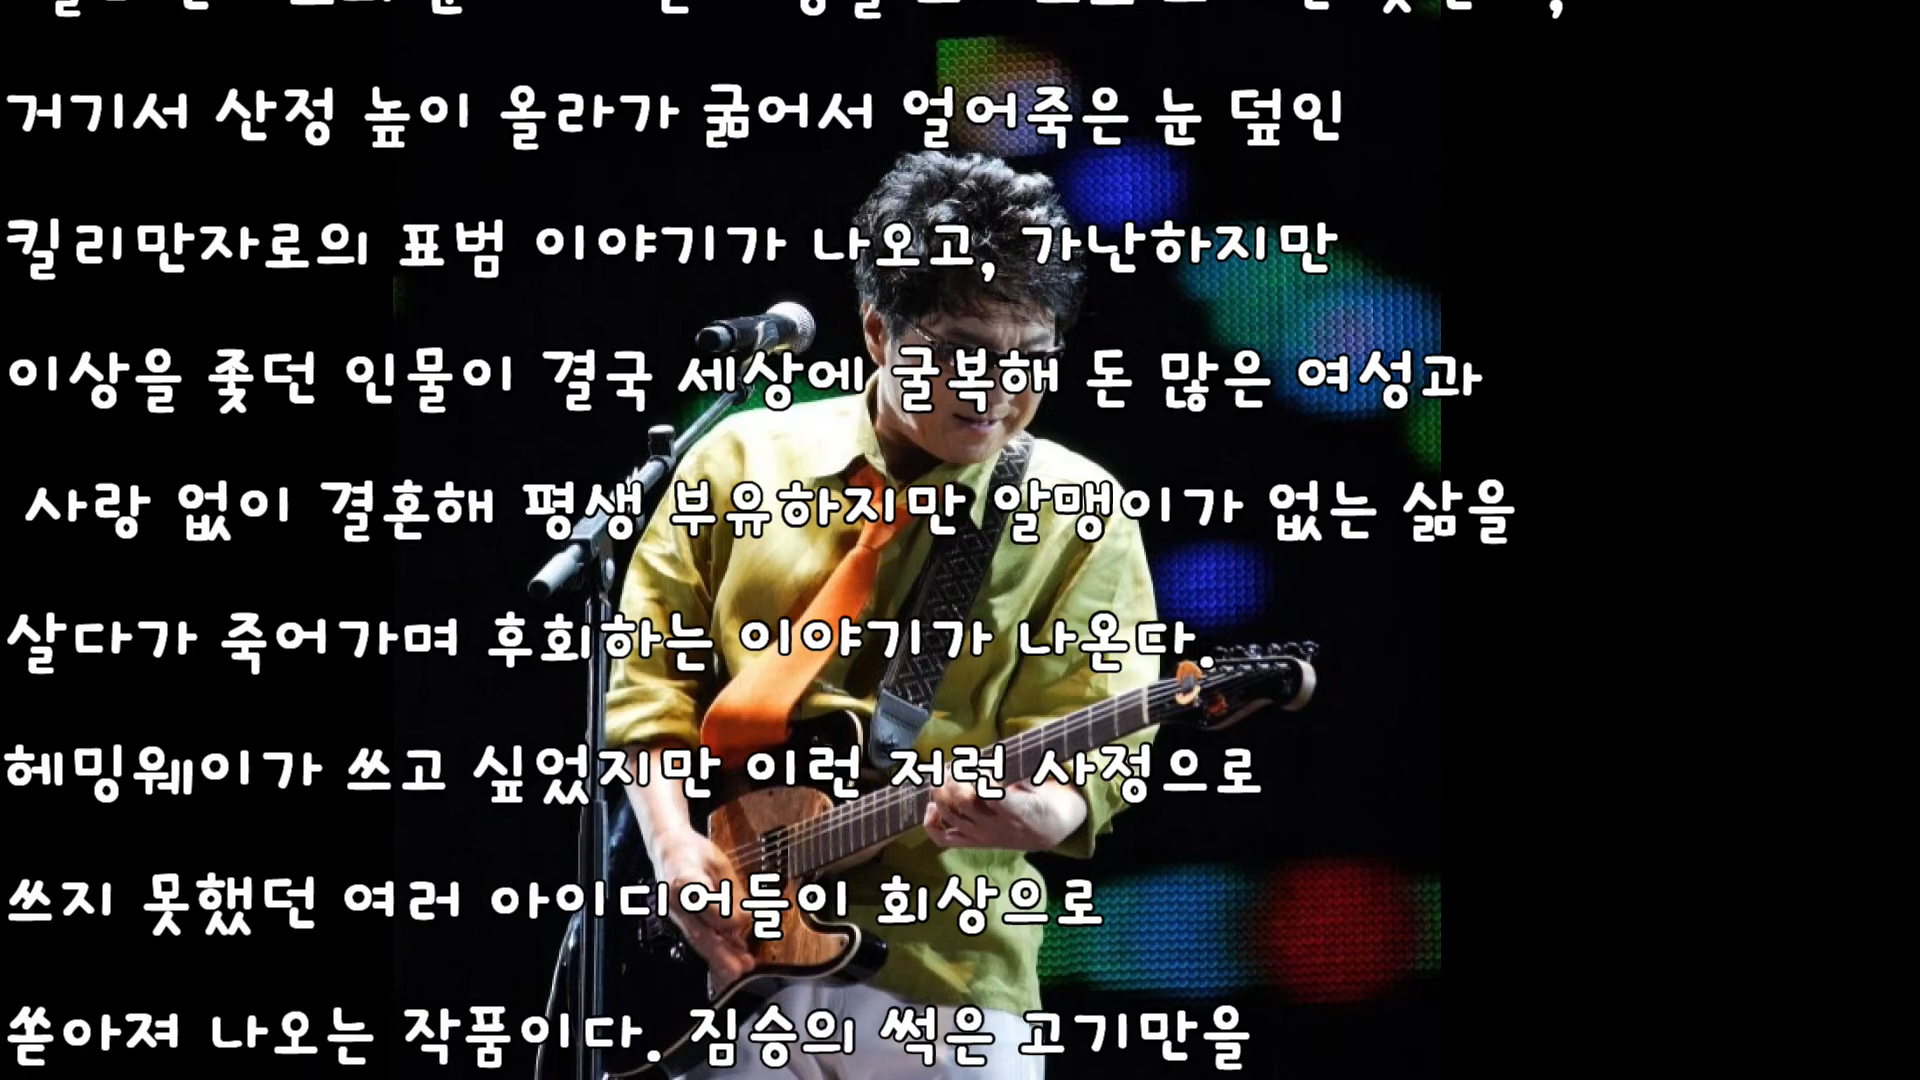 거기서 산정 높이 올라가 굶어서 얼어죽은 눈 덮인
킬리만자로의 표범 이야기가 나오고, 가난하지만
이상을 좇던 인물이 결국 세상에 굴복해 돈 많은 여성과
사랑 없이 결혼해 평생 부유하지만 알맹이가 없는 삶을
살다가 죽어가며 후회하는 이야기가 나온다.
헤밍웨이가 쓰고 싶었지만 이런 저런 사정으로
쓰지 못했던 여러 아이디어들이 회상으로
쏟아져 나오는 작품이다. 짐승의 썩은 고기만을